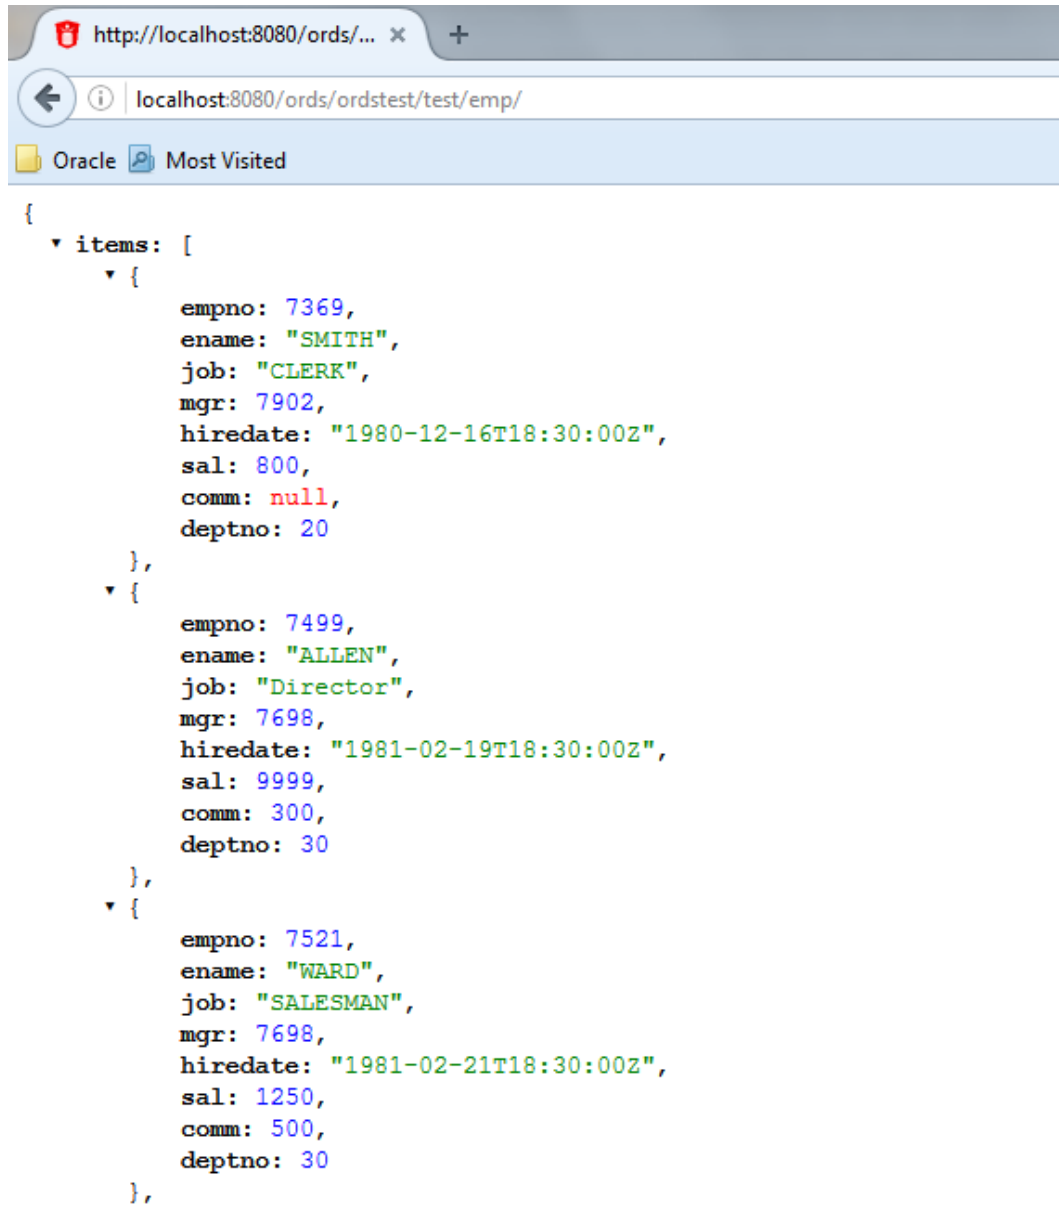 http://localhost:8080/ords/... × +
localhost:8080/ords/ordstest/test/emp/
Oracle Most Visited
{
items: [
{
empno: 7369,
ename: "SMITH",
job: "CLERK",
mgr: 7902,
hiredate: "1980-12-16T18:30:00Z",
sal: 800,
comm: null,
deptno: 20
},
{
empno: 7499,
ename: "ALLEN",
job: "Director",
mgr: 7698,
hiredate: "1981-02-19T18:30:00Z",
sal: 9999,
comm: 300,
deptno: 30
},
{
empno: 7521,
ename: "WARD",
job: "SALESMAN",
mgr: 7698,
hiredate: "1981-02-21T18:30:00Z",
sal: 1250,
comm: 500,
deptno: 30
},